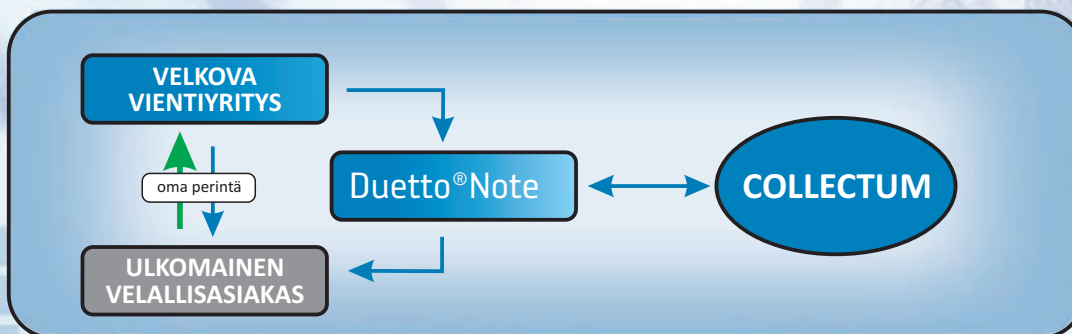 VELKOVA
VIENTIYRITYS
oma perintä
Duetto®Note
COLLECTUM
ULKOMAINEN
VELALLISASIAKAS